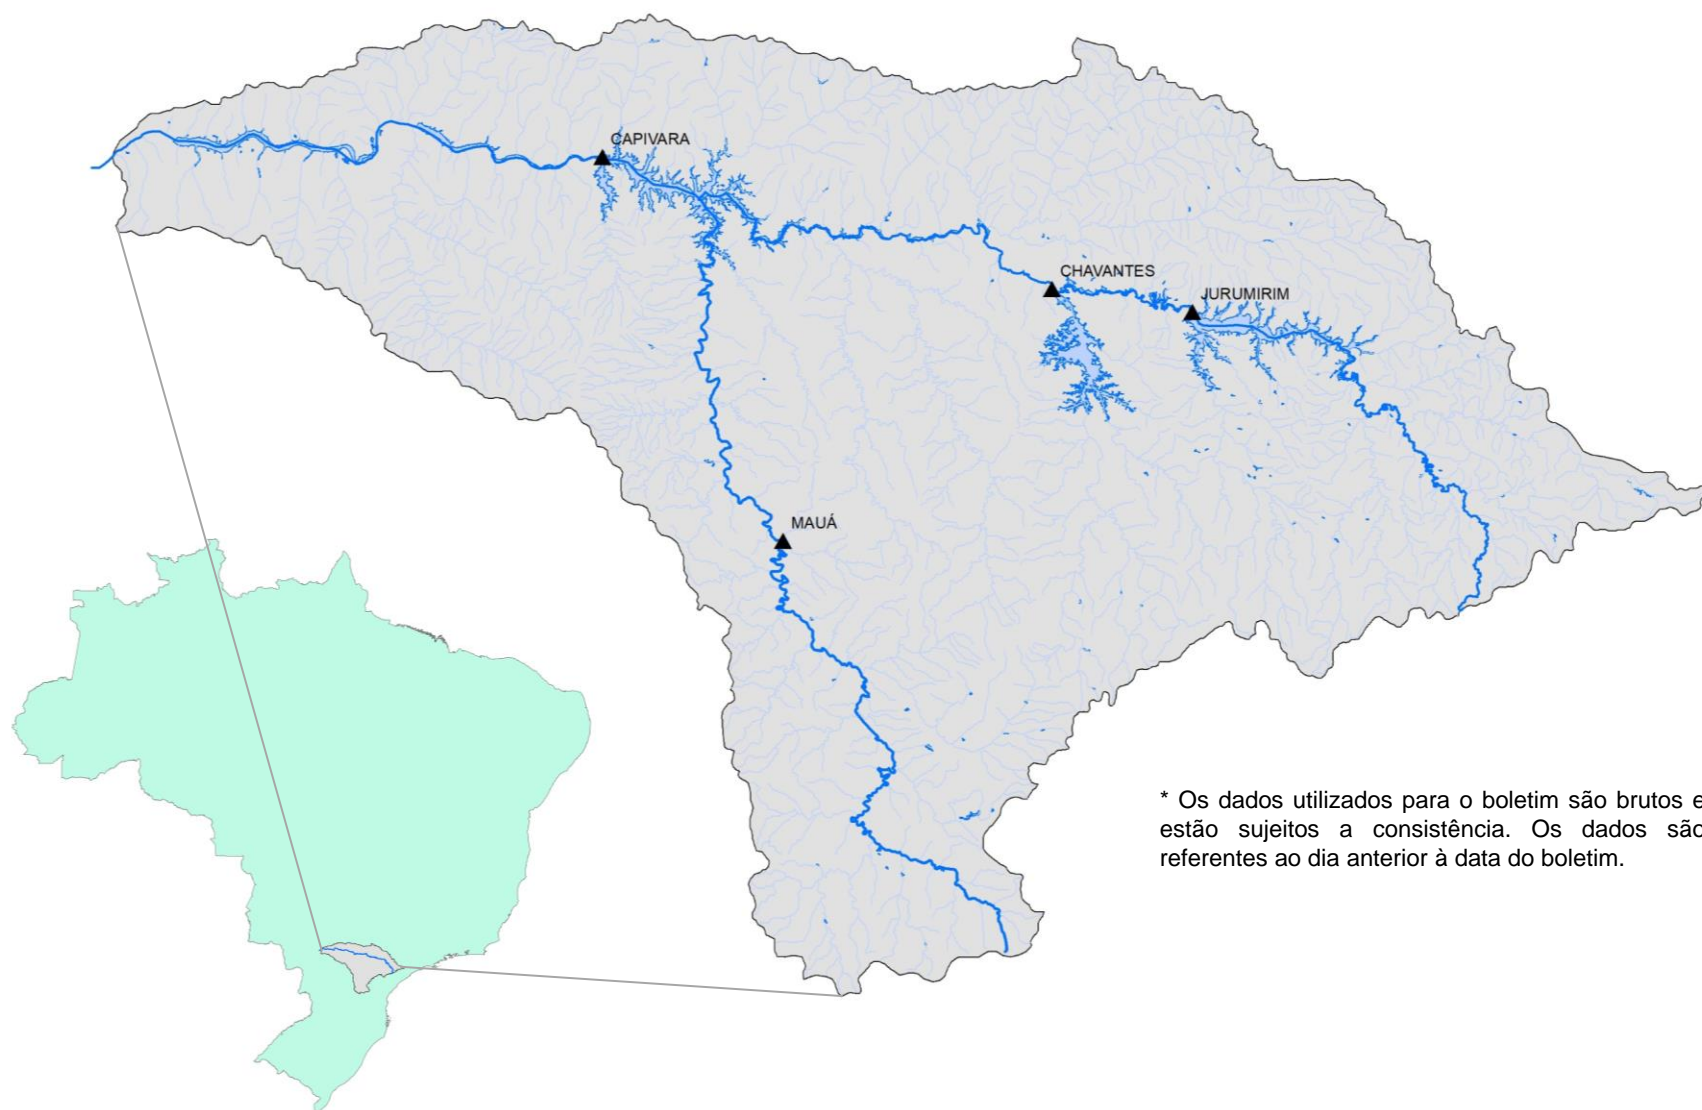 CAPIVARA
CHAVANTES
JURUMIRIM
MAUÁ
* Os dados utilizados para o boletim são brutos e
estão sujeitos a consistência. Os dados são
referentes ao dia anterior à data do boletim.